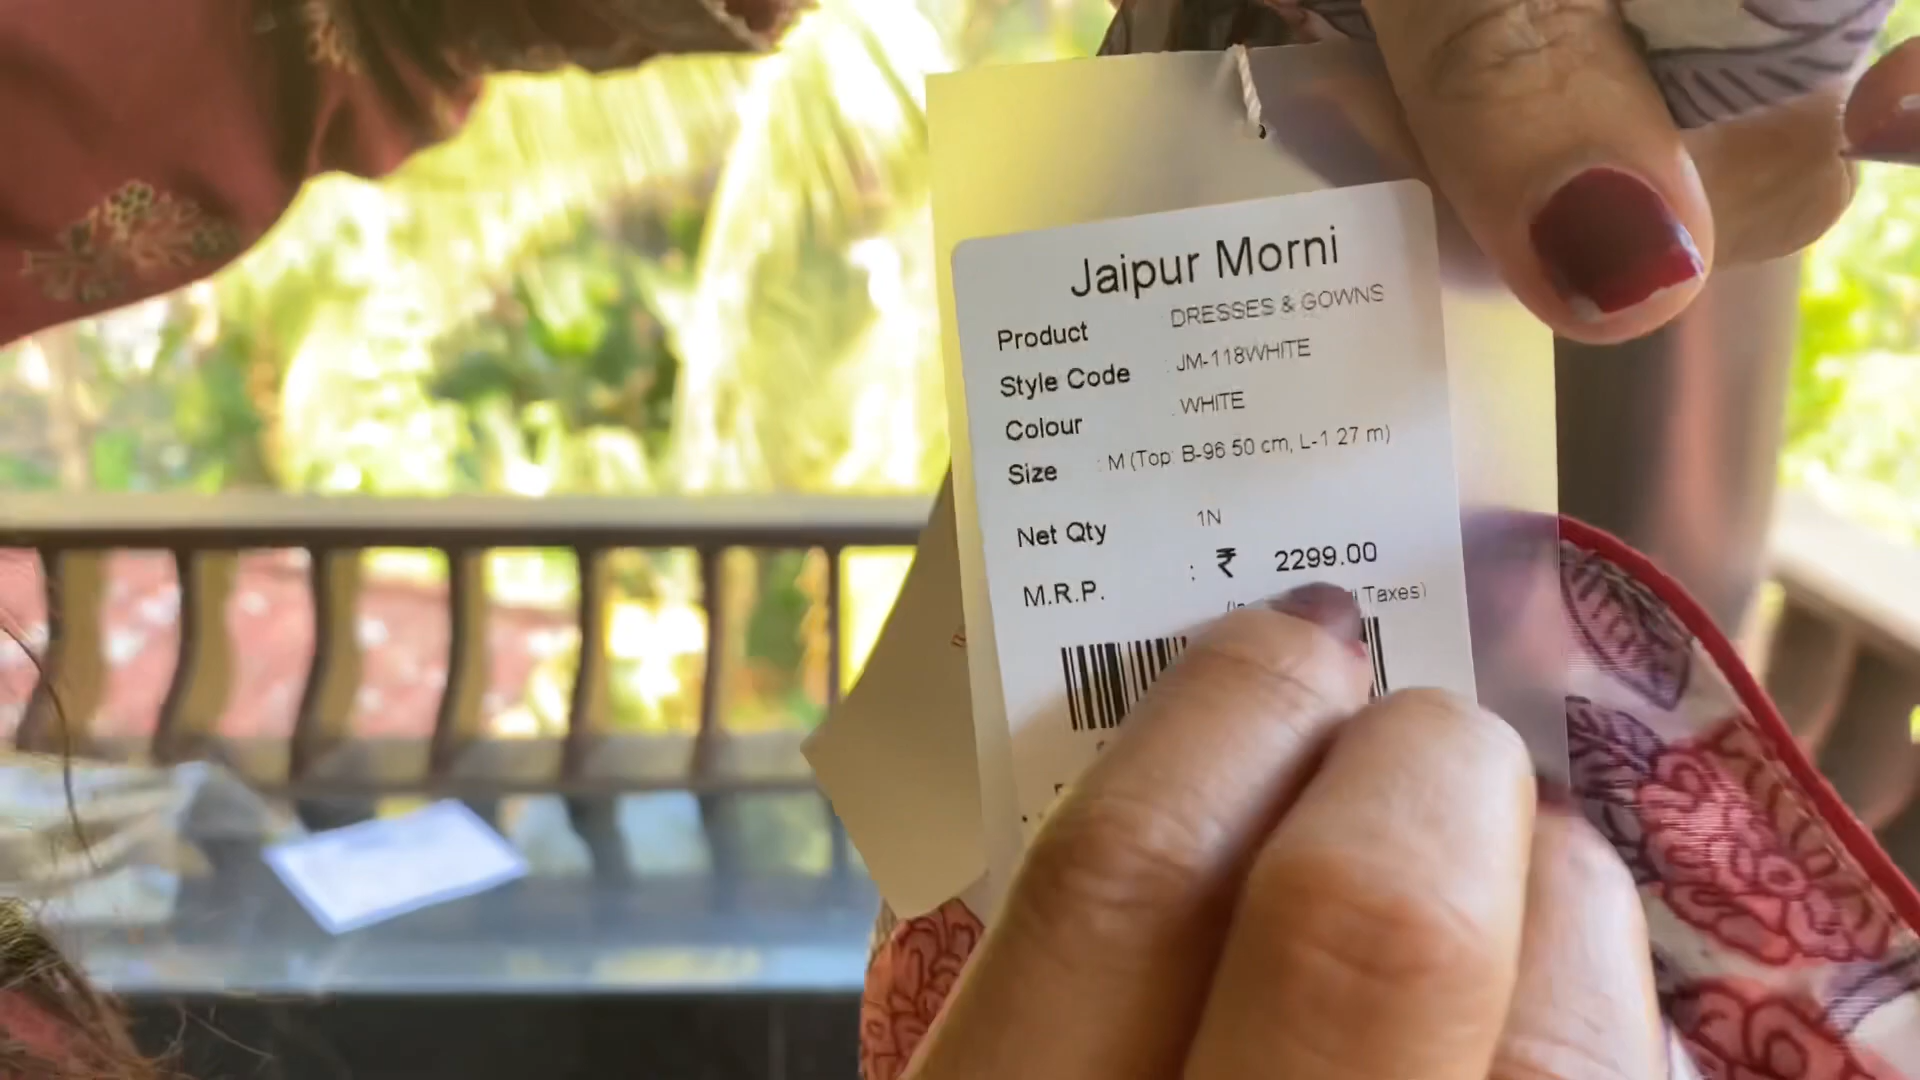 Jaipur Morni
Product : DRESSES & GOWNS
Style Code : JM-118WHITE
Colour : WHITE
Size : M (Top: B-96.50 cm, L-1.27 m)
Net Qty 1N
M.R.P. : ₹ 2299.00
Taxes)